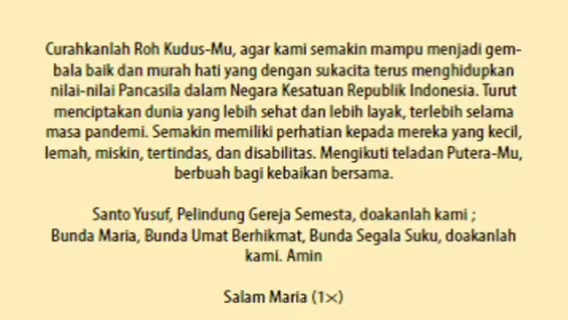 Curahkanlah Roh Kudus-Mu, agar kami semakin mampu menjadi gem-
bala baik dan murah hati yang dengan sukacita terus menghidupkan
nilai-nilai Pancasila dalam Negara Kesatuan Republik Indonesia. Turut
menciptakan dunia yang lebih sehat dan lebih layak, terlebih selama
masa pandemi. Semakin memiliki perhatian kepada mereka yang kecil,
lemah, miskin, tertindas, dan disabilitas. Mengikuti teladan Putera-Mu,
berbuah bagi kebaikan bersama.
Santo Yusuf, Pelindung Gereja Semesta, doakanlah kami ;
Bunda Maria, Bunda Umat Berhikmat, Bunda Segala Suku, doakanlah
kami. Amin
Salam Maria (1×)